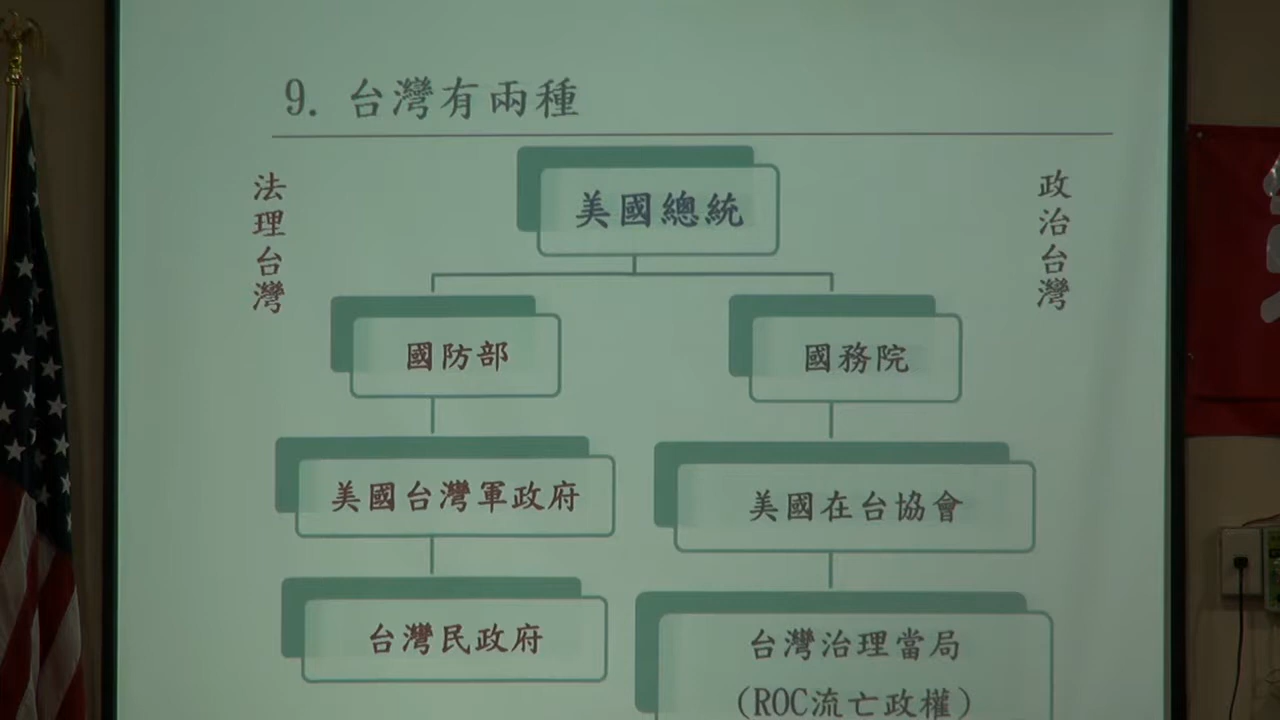 9. 台灣有兩種
法理台灣
政治台灣
美國總統
國防部
國務院
美國台灣軍政府
美國在台協會
台灣民政府
台灣治理當局
(ROC流亡政權)